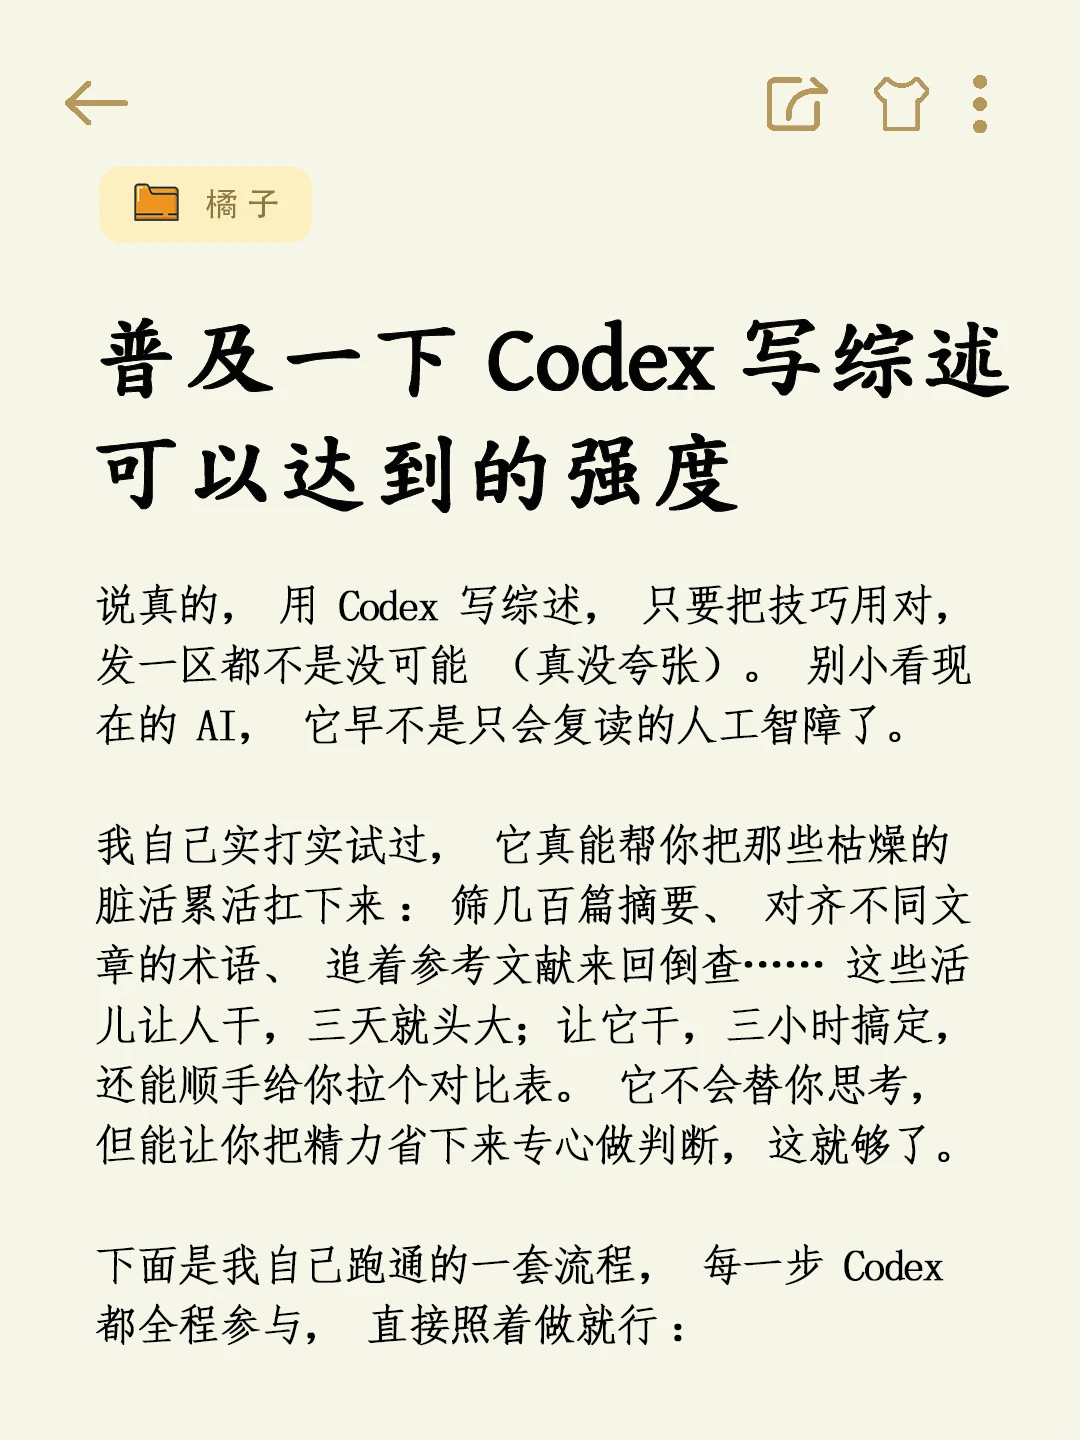 橘子
普及一下 Codex 写综述
可以达到的强度
说真的， 用 Codex 写综述， 只要把技巧用对，
发一区都不是没可能 （真没夸张）。 别小看现
在的 AI， 它早不是只会复读的人工智障了。
我自己实打实试过， 它真能帮你把那些枯燥的
脏活累活扛下来： 筛几百篇摘要、 对齐不同文
章的术语、 追着参考文献来回倒查…… 这些活
儿让人干，三天就头大；让它干，三小时搞定，
还能顺手给你拉个对比表。 它不会替你思考，
但能让你把精力省下来专心做判断，这就够了。
下面是我自己跑通的一套流程， 每一步 Codex
都全程参与， 直接照着做就行：